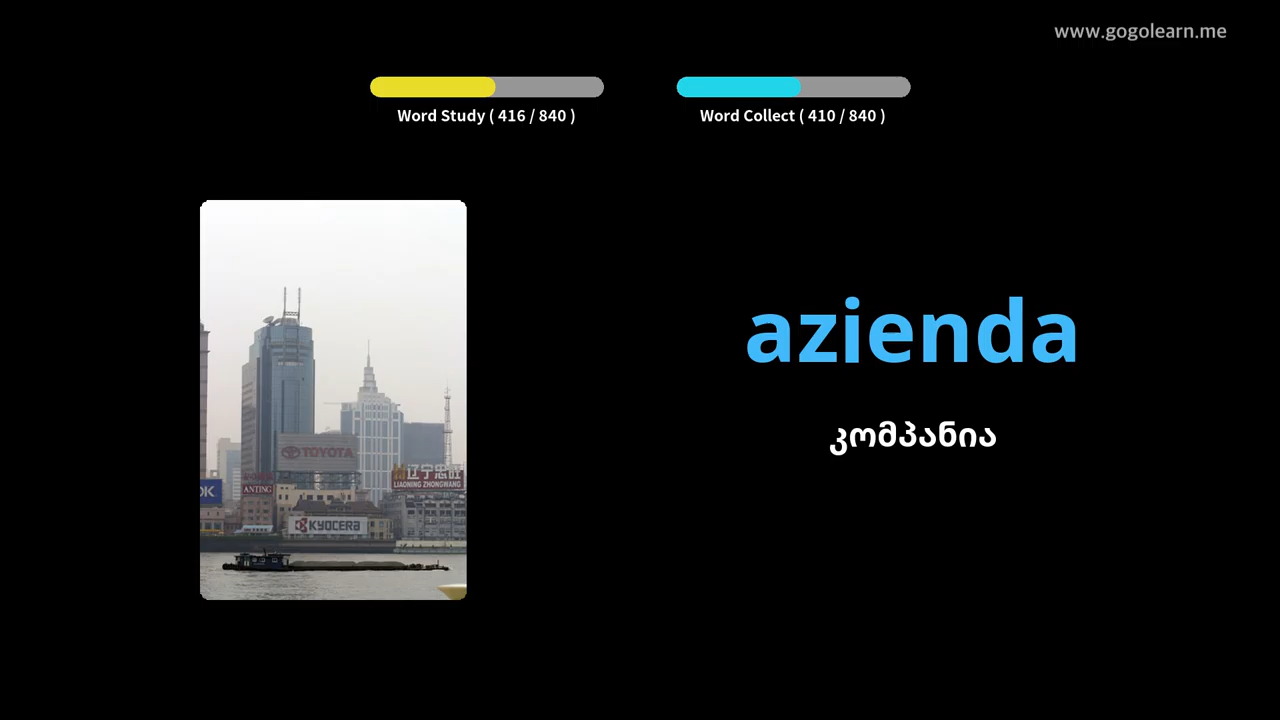 www.gogolearn.me
Word Study ( 416 / 840 )
Word Collect ( 410 / 840 )
azienda
კომპანია
TOYOTA
辽宁忠旺
LIAONING ZHONGWANG
OK
ANTING
KYOCERA